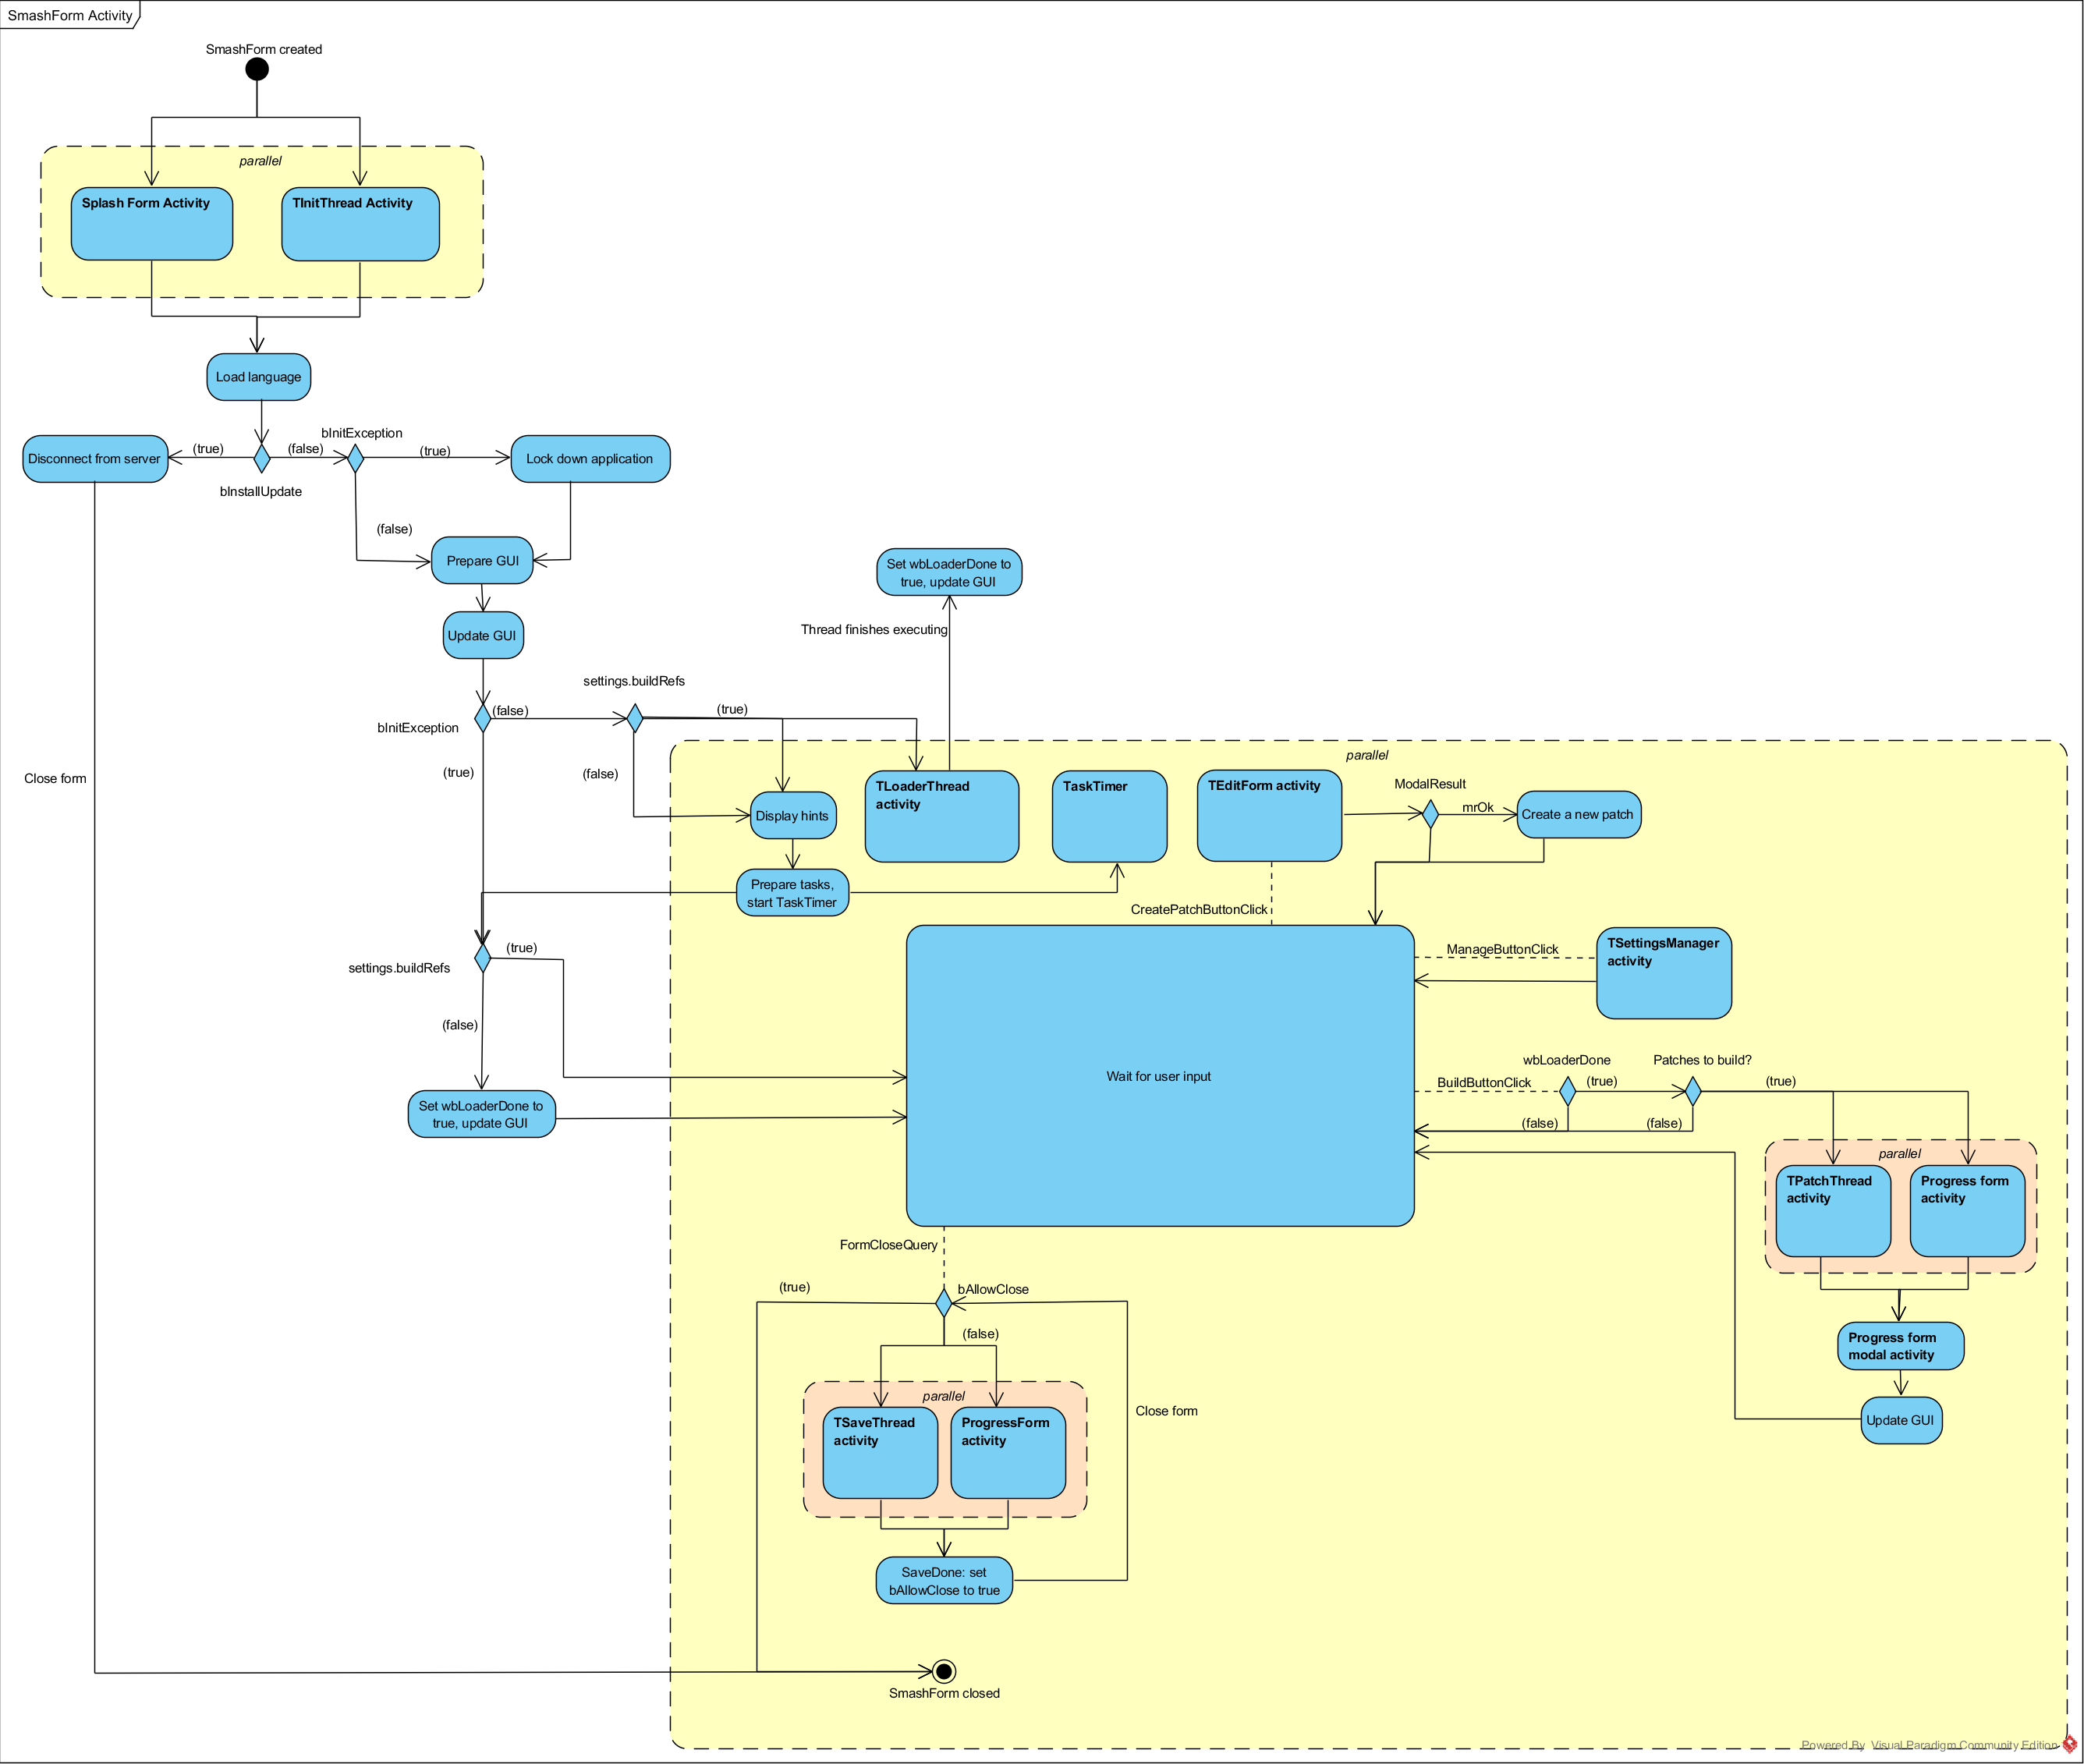 SmashForm Activity
SmashForm created
parallel
Splash Form Activity
TInitThread Activity
Load language
Disconnect from server
(true)
(false)
bInstallUpdate
bInitException
(true)
Lock down application
(false)
Prepare GUI
Update GUI
Set wbLoaderDone to
true, update GUI
Thread finishes executing
settings.buildRefs
(false)
(true)
bInitException
(true)
(false)
Close form
parallel
Display hints
TLoaderThread
activity
TaskTimer
TEditForm activity
ModalResult
mrOk
Create a new patch
Prepare tasks,
start TaskTimer
CreatePatchButtonClick
(true)
settings.buildRefs
(false)
Set wbLoaderDone to
true, update GUI
Wait for user input
ManageButtonClick
TSettingsManager
activity
wbLoaderDone
Patches to build?
BuildButtonClick
(true)
(true)
(false)
(false)
parallel
TPatchThread
activity
Progress form
activity
Progress form
modal activity
Update GUI
FormCloseQuery
(true)
bAllowClose
(false)
parallel
TSaveThread
activity
ProgressForm
activity
Close form
SaveDone: set
bAllowClose to true
SmashForm closed
Powered By Visual Paradigm Community Edition